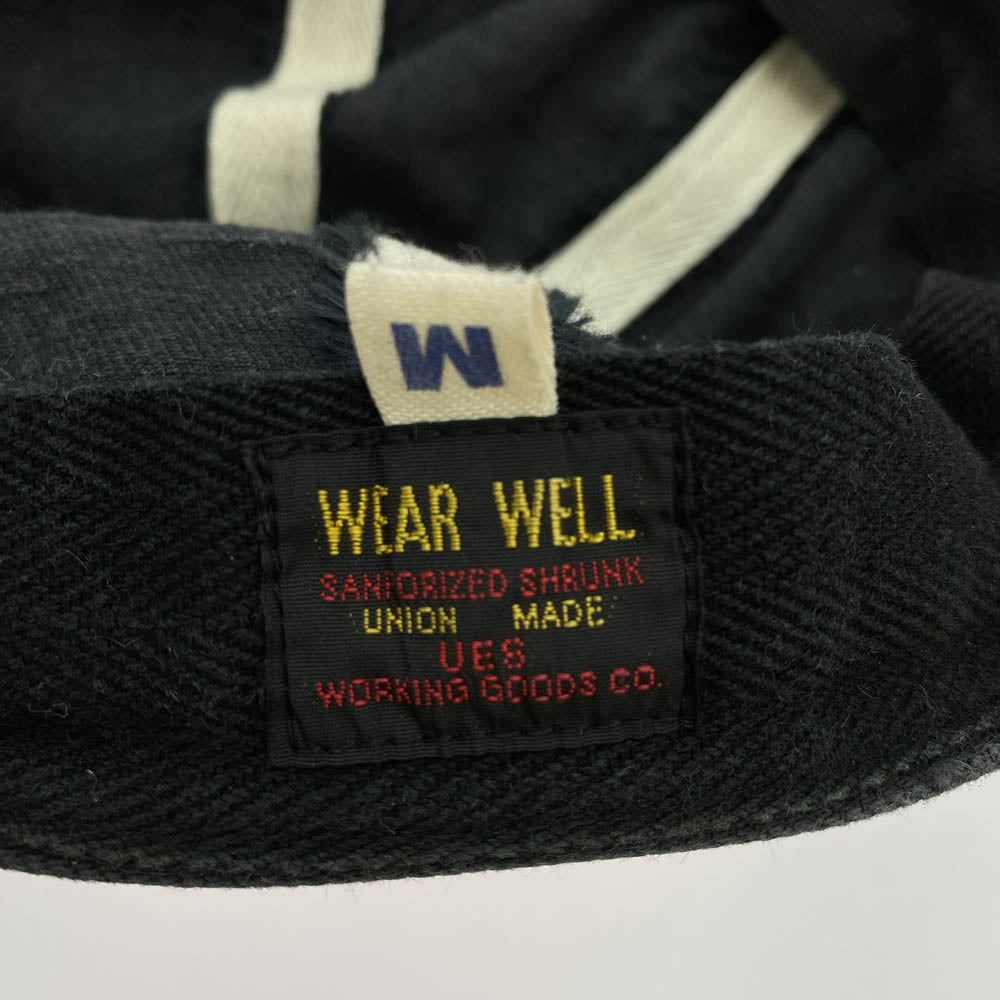 M
WEAR WELL
SANFORIZED SHRUNK
UNION MADE
UES
WORKING GOODS CO.